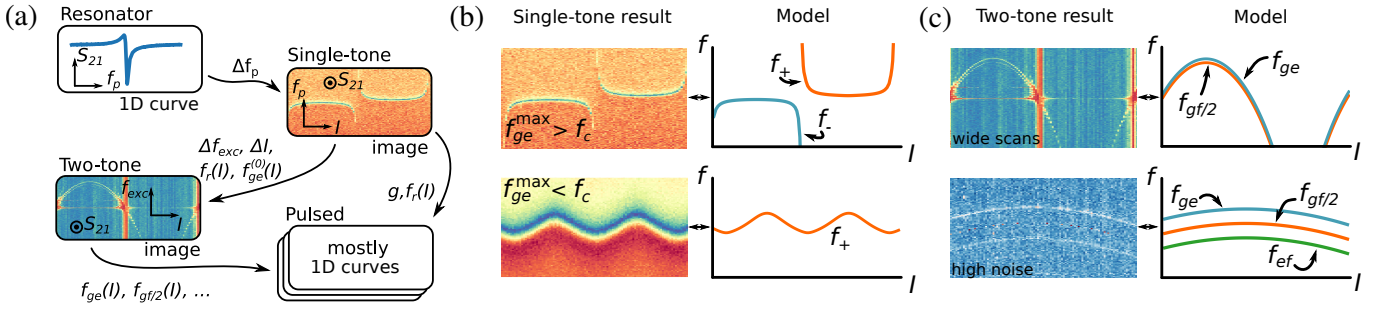 (a)
Resonator
S21
fp
1D curve
Δfp
Single-tone
fp
S21
I
image
Δfexc, ΔI,
fr(I), fge(0)(I)
Two-tone
fexc
I
S21
image
g,fr(I)
Pulsed
mostly
1D curves
fge(I), fgf/2(I), ...
(b)
Single-tone result
Model
fgemax > fc
f
f+
f-
I
fgemax < fc
f
f+
I
(c)
Two-tone result
Model
wide scans
f
fge
fgf/2
I
high noise
f
fge
fgf/2
fef
I